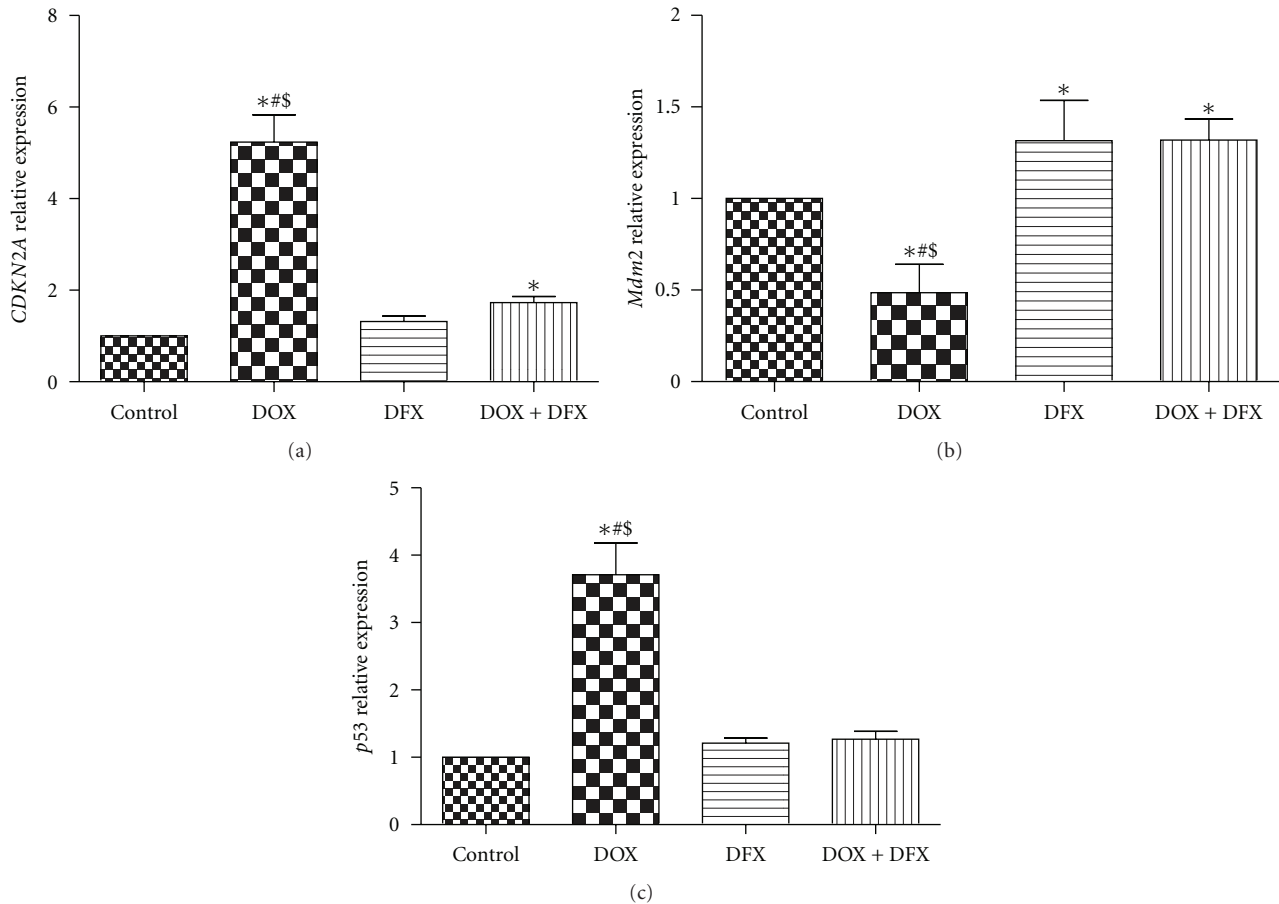 CDKN2A relative expression
8
6
4
2
0
*#$
*
Control DOX DFX DOX + DFX
(a)
Mdm2 relative expression
2
1.5
1
0.5
0
*#$
*
*
Control DOX DFX DOX + DFX
(b)
p53 relative expression
5
4
3
2
1
0
*#$
Control DOX DFX DOX + DFX
(c)